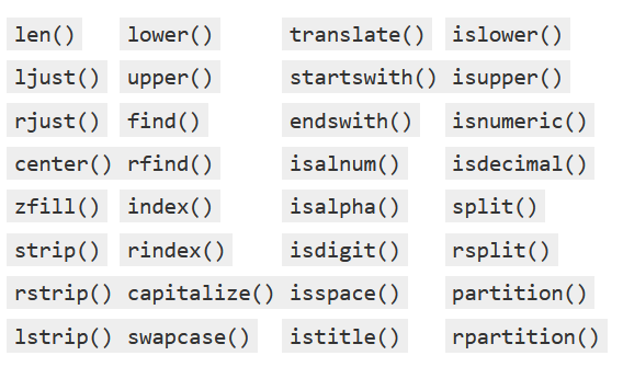 len() lower() translate() islower()
ljust() upper() startswith() isupper()
rjust() find() endswith() isnumeric()
center() rfind() isalnum() isdecimal()
zfill() index() isalpha() split()
strip() rindex() isdigit() rsplit()
rstrip() capitalize() isspace() partition()
lstrip() swapcase() istitle() rpartition()